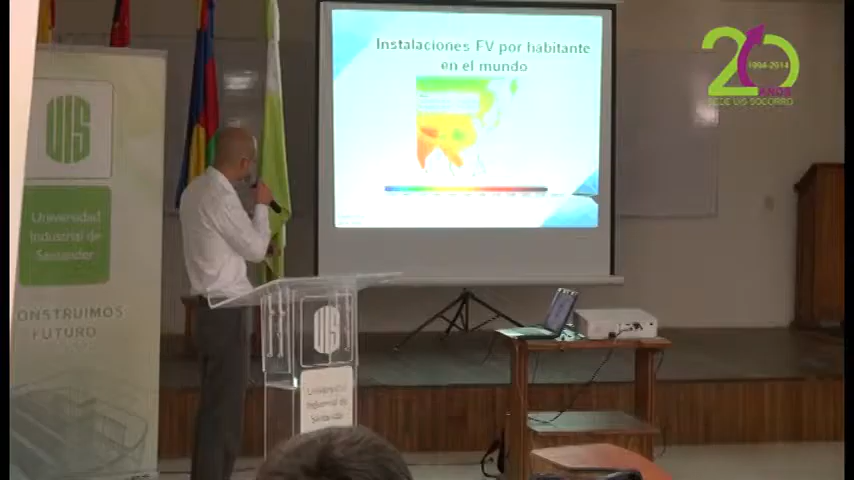 Instalaciones FV por habitante
en el mundo
20
1994-2014
AÑOS
SEDE UIS SOCORRO
UIS
Universidad
Industrial de
Santander
ONSTRUIMOS
FUTURO
UIS
Universidad
Industrial de
Santander